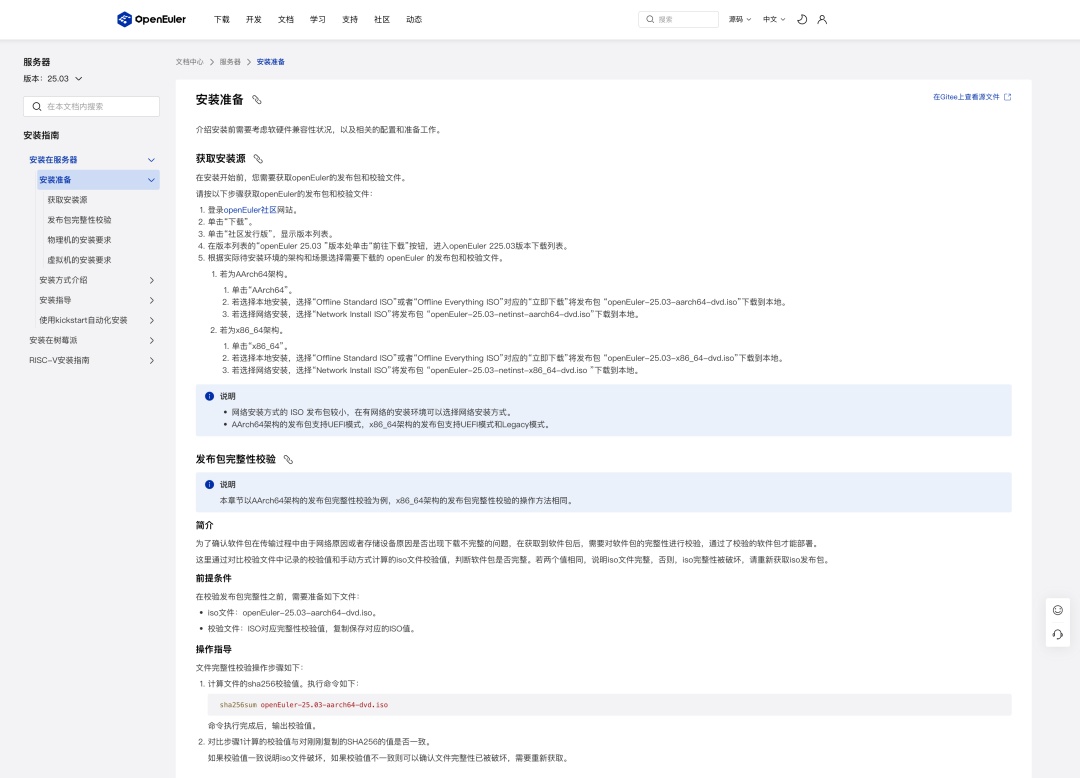 OpenEuler 下载 开发 文档 学习 支持 社区 动态 搜索 源码 中文
服务器
版本: 25.03
在本文档内搜索
安装指南
安装在服务器
安装准备
获取安装源
发布包完整性校验
物理机的安装要求
虚拟机的安装要求
安装方式介绍
安装指导
使用kickstart自动化安装
安装在树莓派
RISC-V安装指南
文档中心 > 服务器 > 安装准备
安装准备
在Gitee上查看源文件
介绍安装前需要考虑软硬件兼容性状况，以及相关的配置和准备工作。
获取安装源
在安装开始前，您需要获取openEuler的发布包和校验文件。
请按以下步骤获取openEuler的发布包和校验文件：
1. 登录openEuler社区网站。
2. 单击“下载”。
3. 单击“社区发行版”，显示版本列表。
4. 在版本列表的“openEuler 25.03 ”版本处单击“前往下载”按钮，进入openEuler 225.03版本下载列表。
5. 根据实际待安装环境的架构和场景选择需要下载的 openEuler 的发布包和校验文件。
1. 若为AArch64架构。
1. 单击“AArch64”。
2. 若选择本地安装，选择“Offline Standard ISO”或者“Offline Everything ISO”对应的“立即下载”将发布包 “openEuler-25.03-aarch64-dvd.iso”下载到本地。
3. 若选择网络安装，选择“Network Install ISO”将发布包 “openEuler-25.03-netinst-aarch64-dvd.iso”下载到本地。
2. 若为x86_64架构。
1. 单击“x86_64”。
2. 若选择本地安装，选择“Offline Standard ISO”或者“Offline Everything ISO”对应的“立即下载”将发布包 “openEuler-25.03-x86_64-dvd.iso”下载到本地。
3. 若选择网络安装，选择“Network Install ISO”将发布包 “openEuler-25.03-netinst-x86_64-dvd.iso ”下载到本地。
说明
• 网络安装方式的 ISO 发布包较小，在有网络的安装环境可以选择网络安装方式。
• AArch64架构的发布包支持UEFI模式，x86_64架构的发布包支持UEFI模式和Legacy模式。
发布包完整性校验
说明
本章节以AArch64架构的发布包完整性校验为例，x86_64架构的发布包完整性校验的操作方法相同。
简介
为了确认软件包在传输过程中由于网络原因或者存储设备原因是否出现下载不完整的问题，在获取到软件包后，需要对软件包的完整性进行校验，通过了校验的软件包才能部署。
这里通过对比校验文件中记录的校验值和手动方式计算的iso文件校验值，判断软件包是否完整。若两个值相同，说明iso文件完整，否则，iso完整性被破坏，请重新获取iso发布包。
前提条件
在校验发布包完整性之前，需要准备如下文件：
• iso文件：openEuler-25.03-aarch64-dvd.iso。
• 校验文件：ISO对应完整性校验值，复制保存对应的ISO值。
操作指导
文件完整性校验操作步骤如下：
1. 计算文件的sha256校验值。执行命令如下：
sha256sum openEuler-25.03-aarch64-dvd.iso
命令执行完成后，输出校验值。
2. 对比步骤1计算的校验值与对刚刚复制的SHA256的值是否一致。
如果校验值一致说明iso文件破坏，如果校验值不一致则可以确认文件完整性已被破坏，需要重新获取。